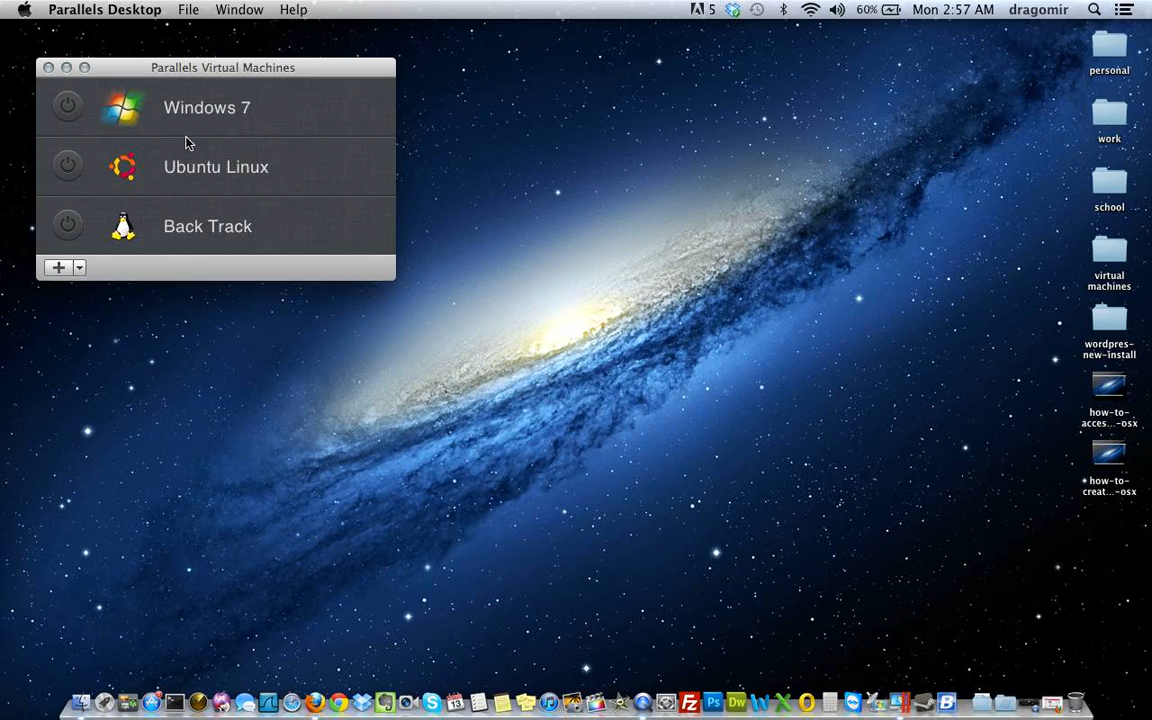 Parallels Desktop File Window Help
5 60% Mon 2:57 AM dragomir
Parallels Virtual Machines
Windows 7
Ubuntu Linux
Back Track
personal
work
school
virtual
machines
wordpres-
new-install
how-to-
acces...-osx
how-to-
creat...-osx